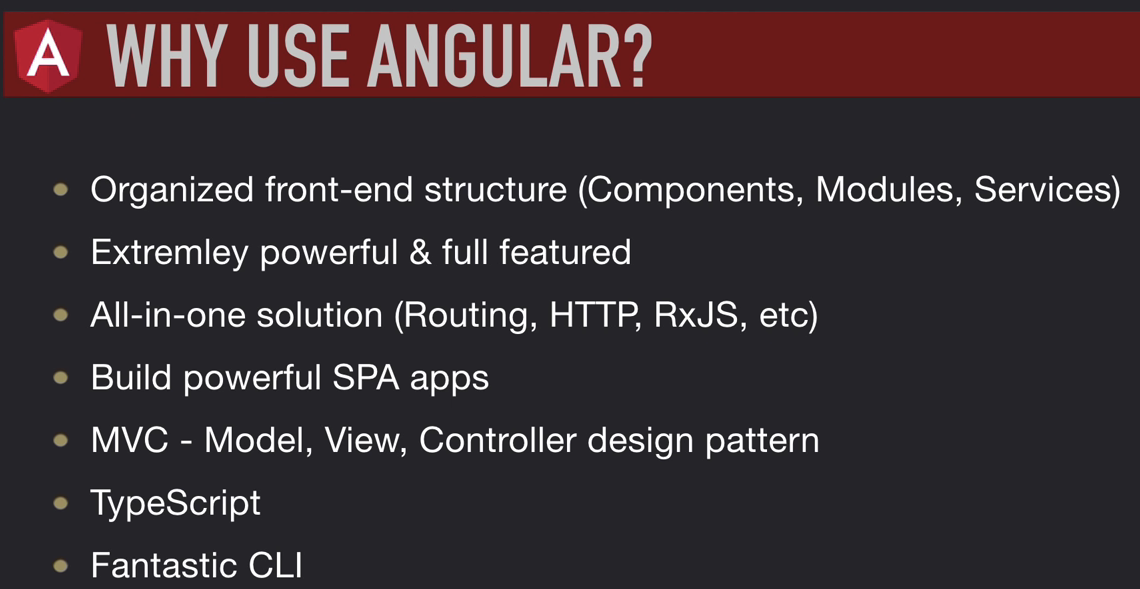 A WHY USE ANGULAR?
Organized front-end structure (Components, Modules, Services)
Extremley powerful & full featured
All-in-one solution (Routing, HTTP, RxJS, etc)
Build powerful SPA apps
MVC - Model, View, Controller design pattern
TypeScript
Fantastic CLI